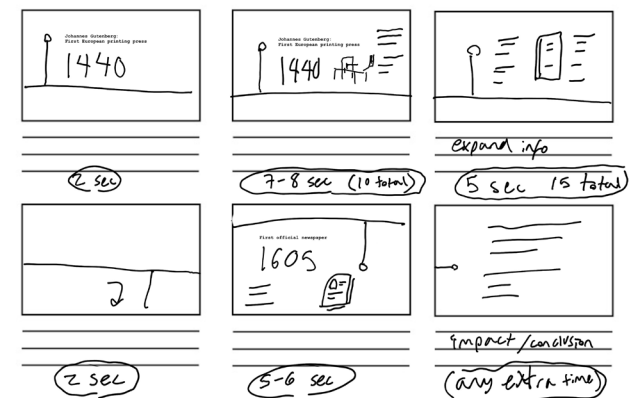 Johannes Gutenberg:
First European printing press
1440
2 sec
Johannes Gutenberg:
First European printing press
1440
7-8 sec (10 total)
expand info
5 sec 15 total
2
2 sec
First official newspaper
1605
5-6 sec
impact/conclusion
(any extra time)